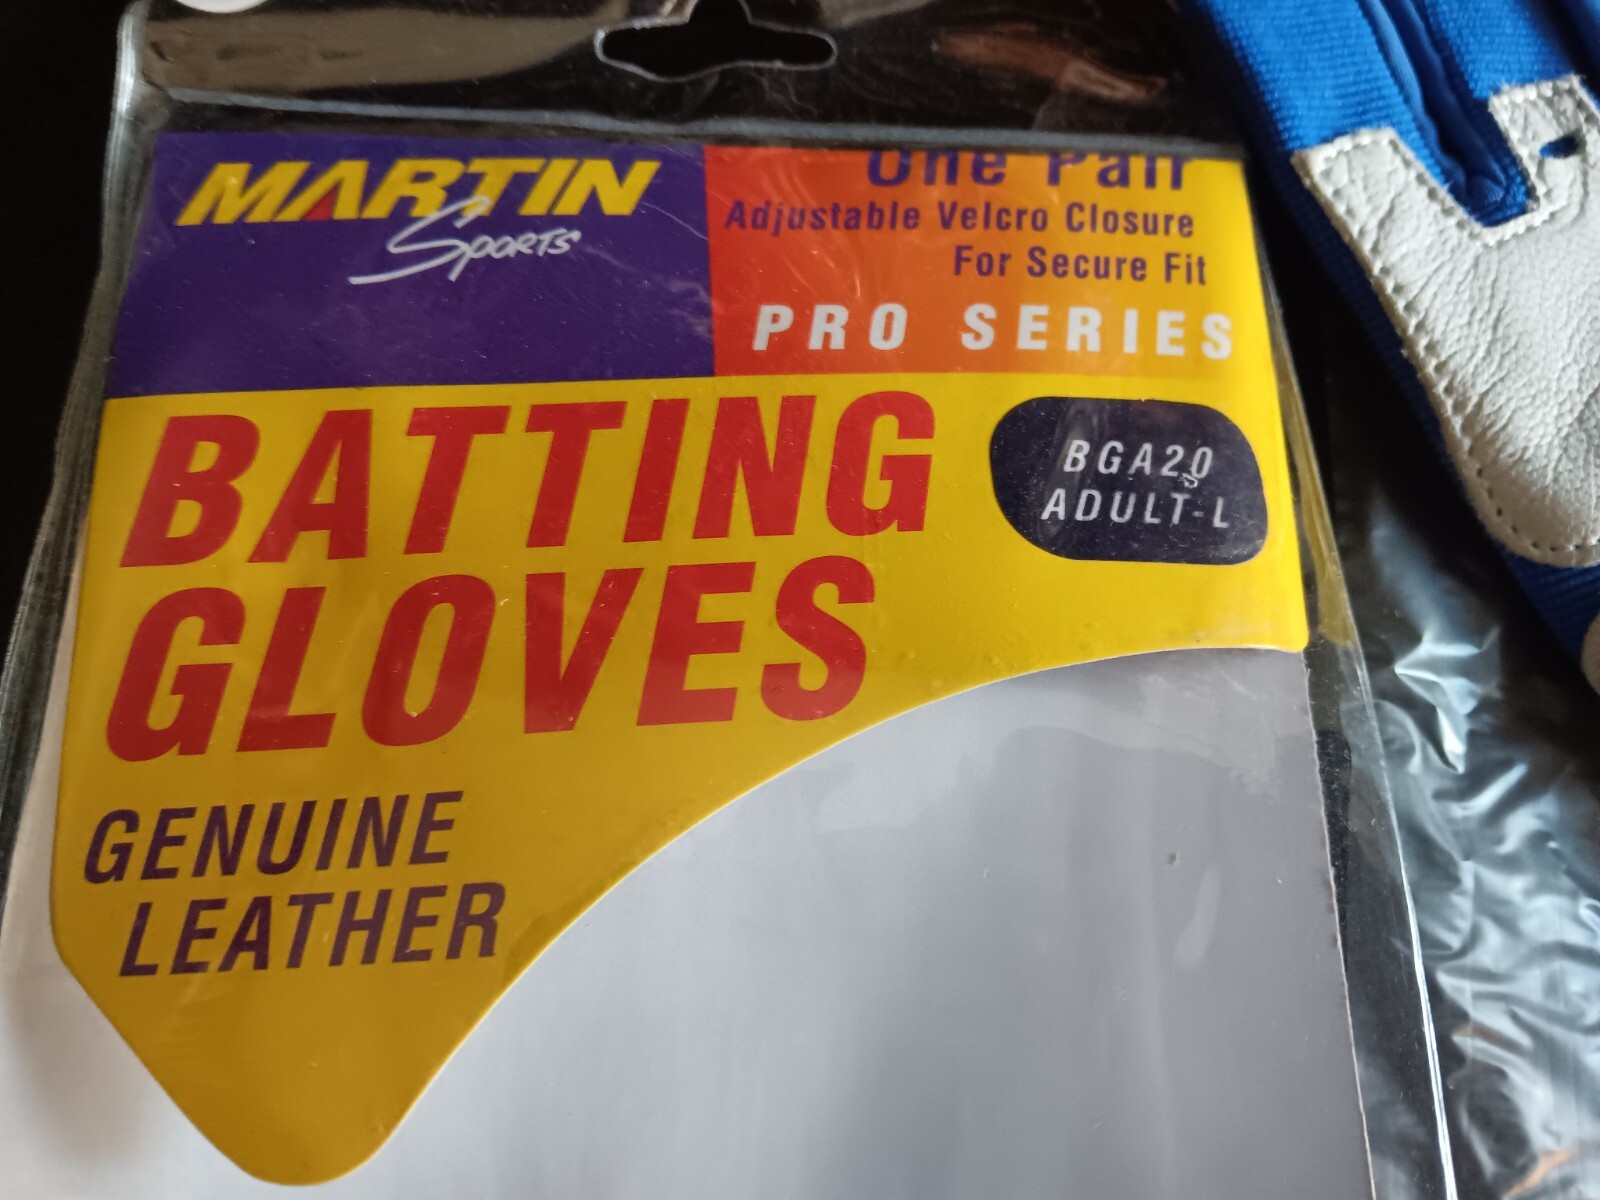 MARTIN
Sports
One Pair
Adjustable Velcro Closure
For Secure Fit
PRO SERIES
BATTING
GLOVES
BGA20
ADULT-L
GENUINE
LEATHER